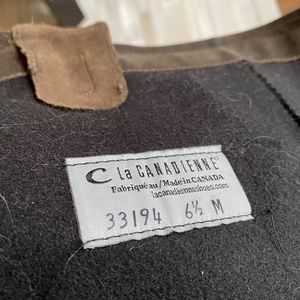 La CANADIENNE®
Fabriqué au/Made in CANADA
lacanadienneshoes.com
33194 6½ M